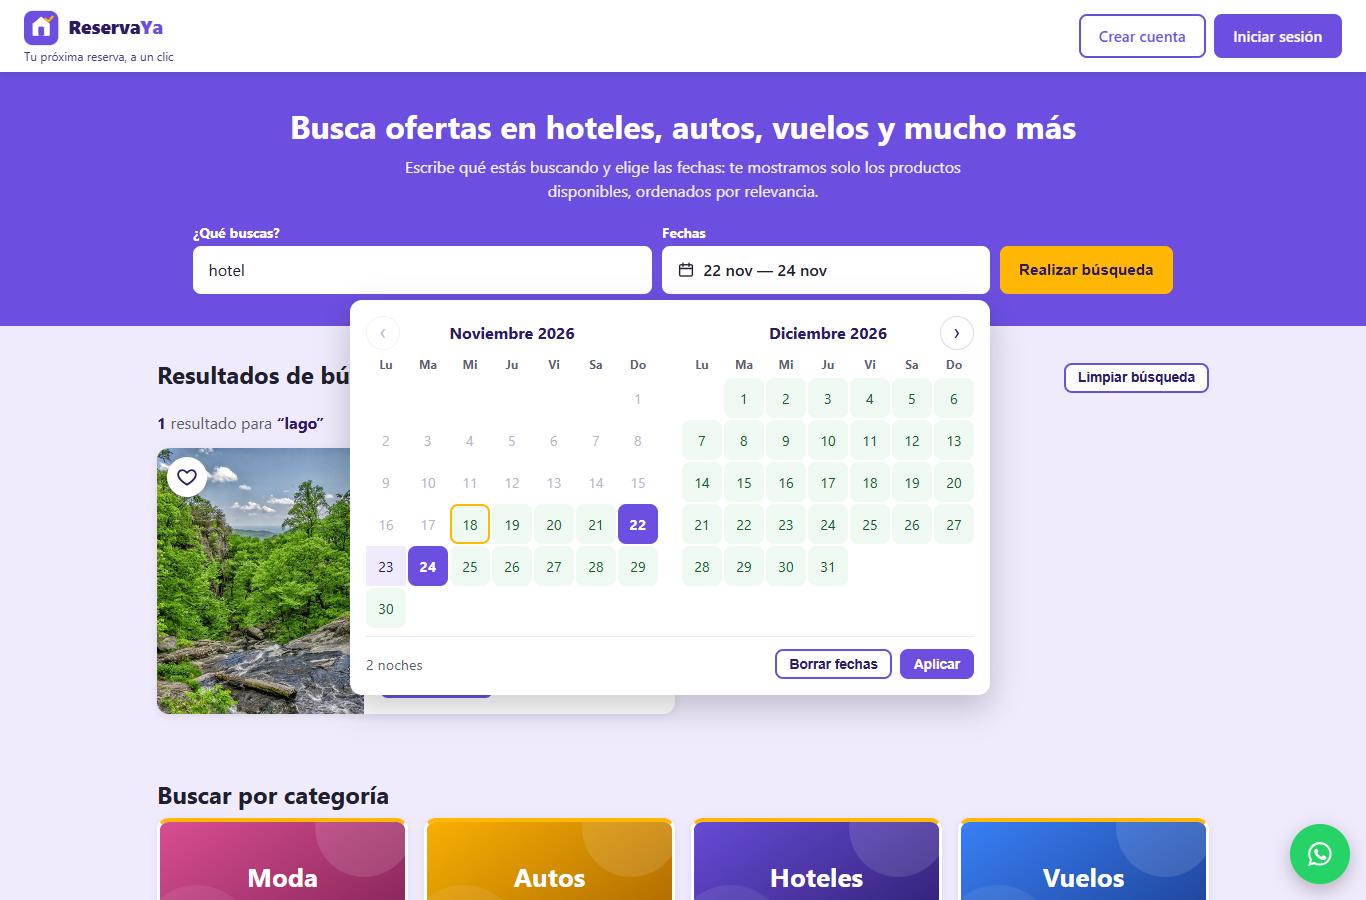 ReservaYa
Tu próxima reserva, a un clic
Crear cuenta
Iniciar sesión
Busca ofertas en hoteles, autos, vuelos y mucho más
Escribe qué estás buscando y elige las fechas: te mostramos solo los productos
disponibles, ordenados por relevancia.
¿Qué buscas?
Fechas
hotel
22 nov — 24 nov
Realizar búsqueda
‹
Noviembre 2026
Lu Ma Mi Ju Vi Sa Do
1
2 3 4 5 6 7 8
9 10 11 12 13 14 15
16 17 18 19 20 21 22
23 24 25 26 27 28 29
30
Diciembre 2026
›
Lu Ma Mi Ju Vi Sa Do
1 2 3 4 5 6
7 8 9 10 11 12 13
14 15 16 17 18 19 20
21 22 23 24 25 26 27
28 29 30 31
2 noches
Borrar fechas
Aplicar
Resultados de bú
Limpiar búsqueda
1 resultado para “lago”
Buscar por categoría
Moda
Autos
Hoteles
Vuelos